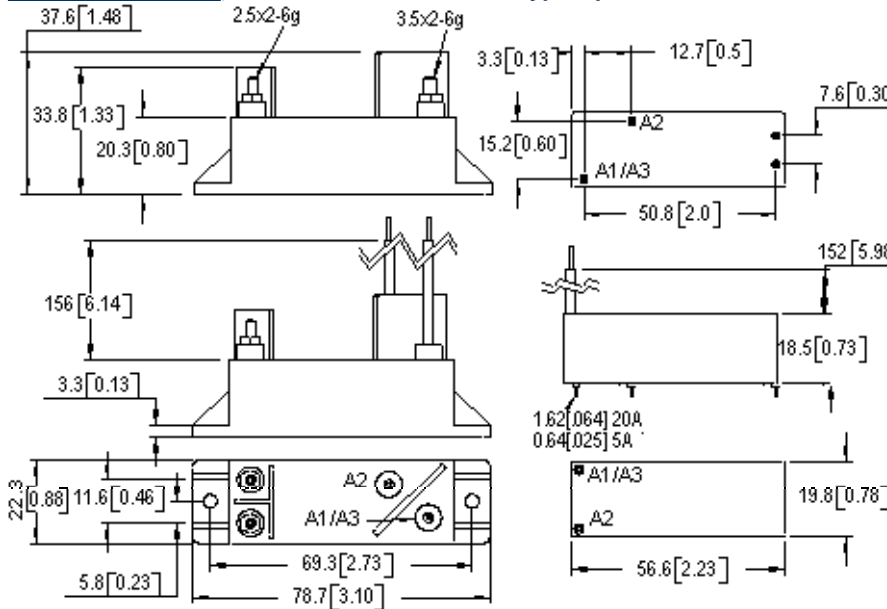 37.6[1.48]
2.5x2-6g
3.5x2-6g
3.3[0.13]
12.7[0.5]
7.6[0.30
33.8[1.33]
20.3[0.80]
15.2[0.60]
A2
A1/A3
50.8[2.0]
152[5.98
156[6.14]
18.5[0.73]
3.3[0.13]
1.62[.064] 20A
0.64[.025] 5A
22.3
[0.88]
11.6[0.46]
A2
A1/A3
A1/A3
A2
19.8[0.78]
69.3[2.73]
5.8[0.23]
78.7[3.10]
56.6[2.23]